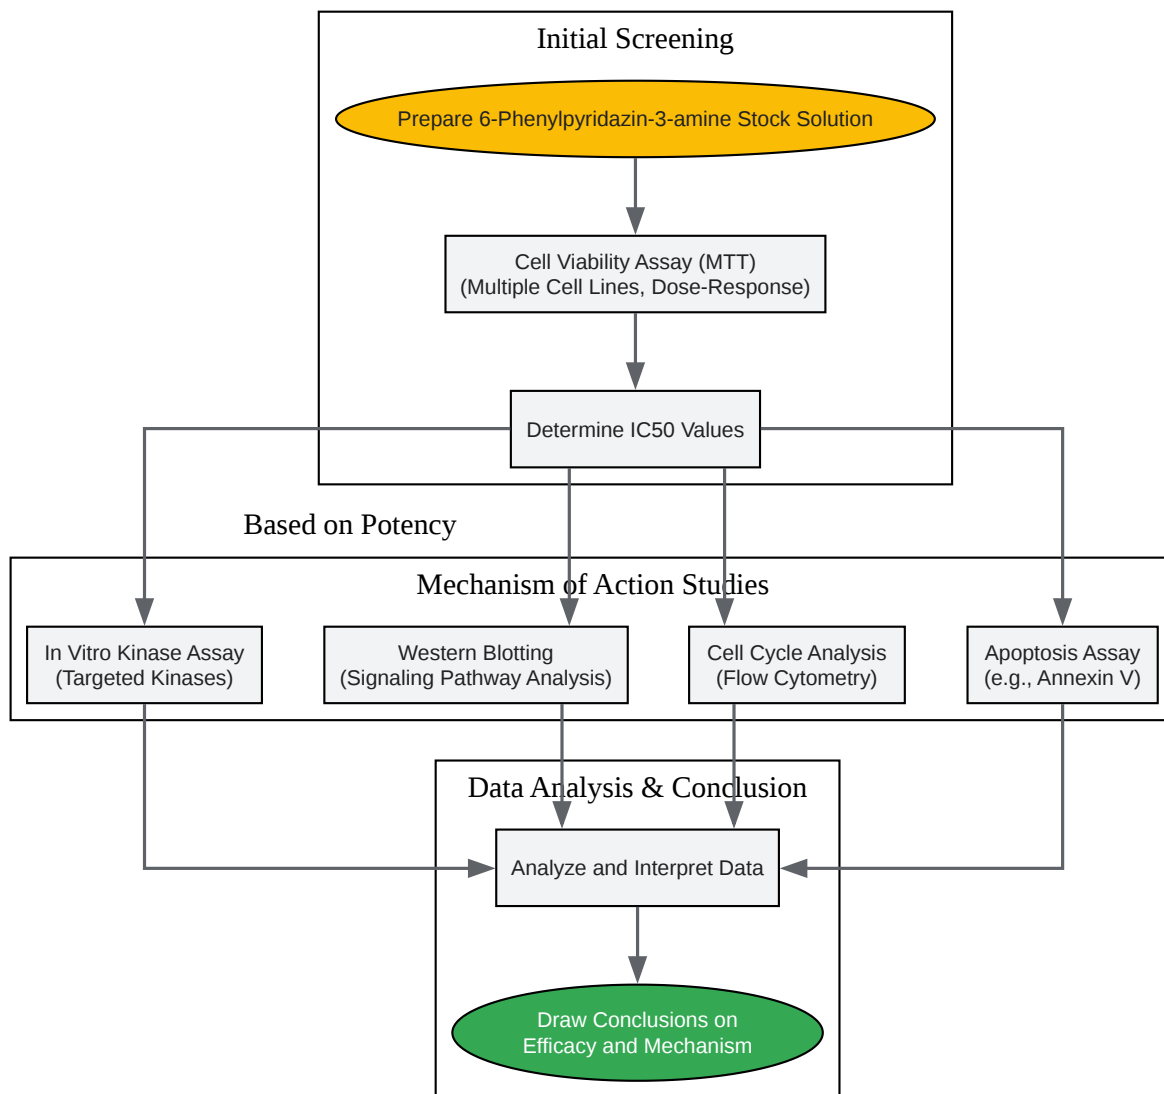 Initial Screening
Prepare 6-Phenylpyridazin-3-amine Stock Solution
Cell Viability Assay (MTT)
(Multiple Cell Lines, Dose-Response)
Determine IC50 Values
Based on Potency
Mechanism of Action Studies
In Vitro Kinase Assay
(Targeted Kinases)
Western Blotting
(Signaling Pathway Analysis)
Cell Cycle Analysis
(Flow Cytometry)
Apoptosis Assay
(e.g., Annexin V)
Data Analysis & Conclusion
Analyze and Interpret Data
Draw Conclusions on
Efficacy and Mechanism